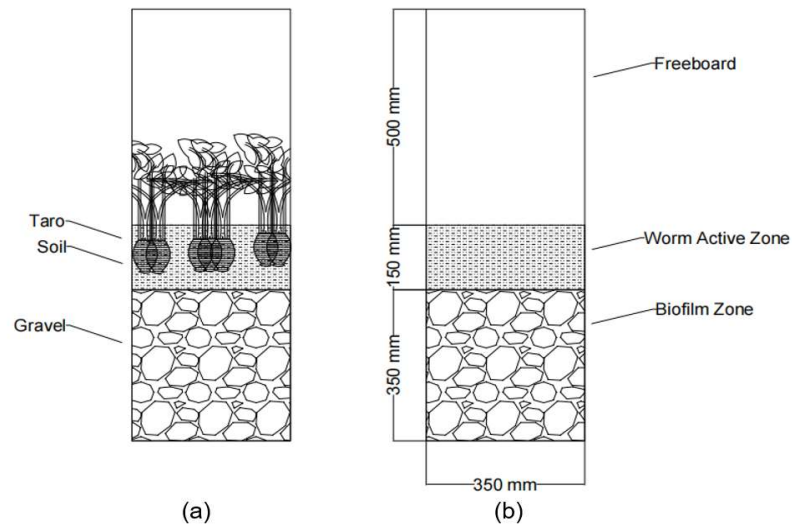 Taro
Soil
Gravel
(a)
500 mm
150 mm
350 mm
350 mm
Freeboard
Worm Active Zone
Biofilm Zone
(b)